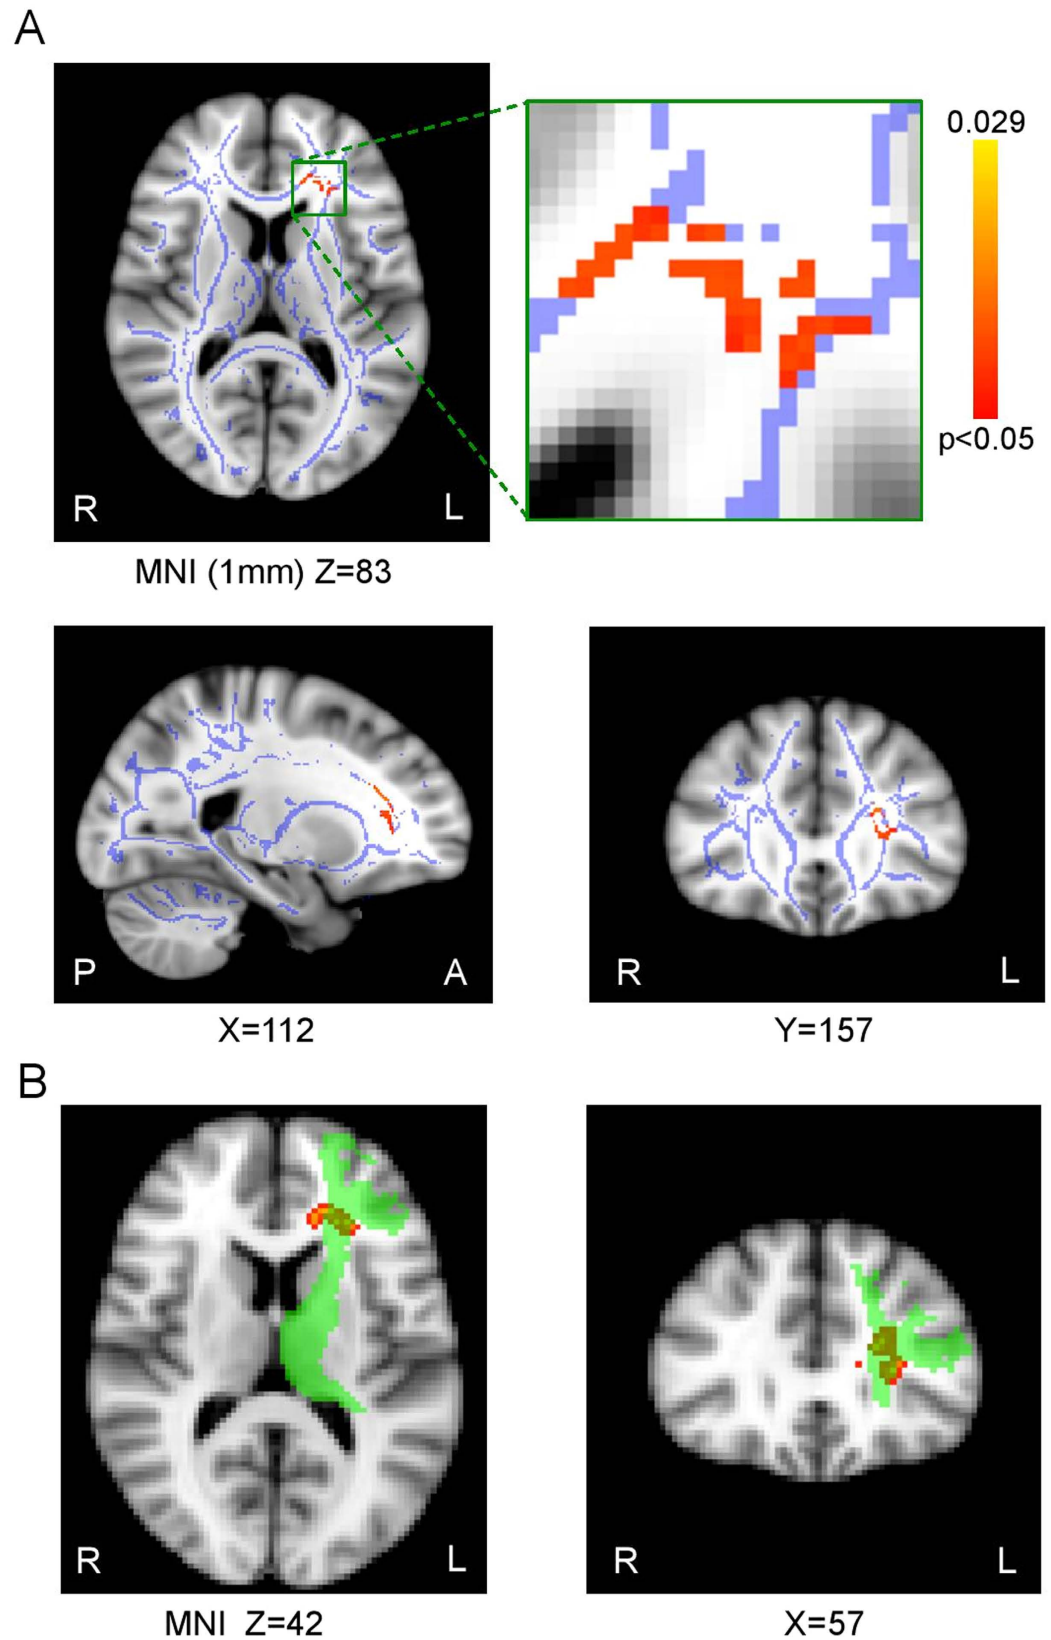 A
0.029
p<0.05
R
L
MNI (1mm) Z=83
P
A
R
L
X=112
Y=157
B
R
L
R
L
MNI Z=42
X=57